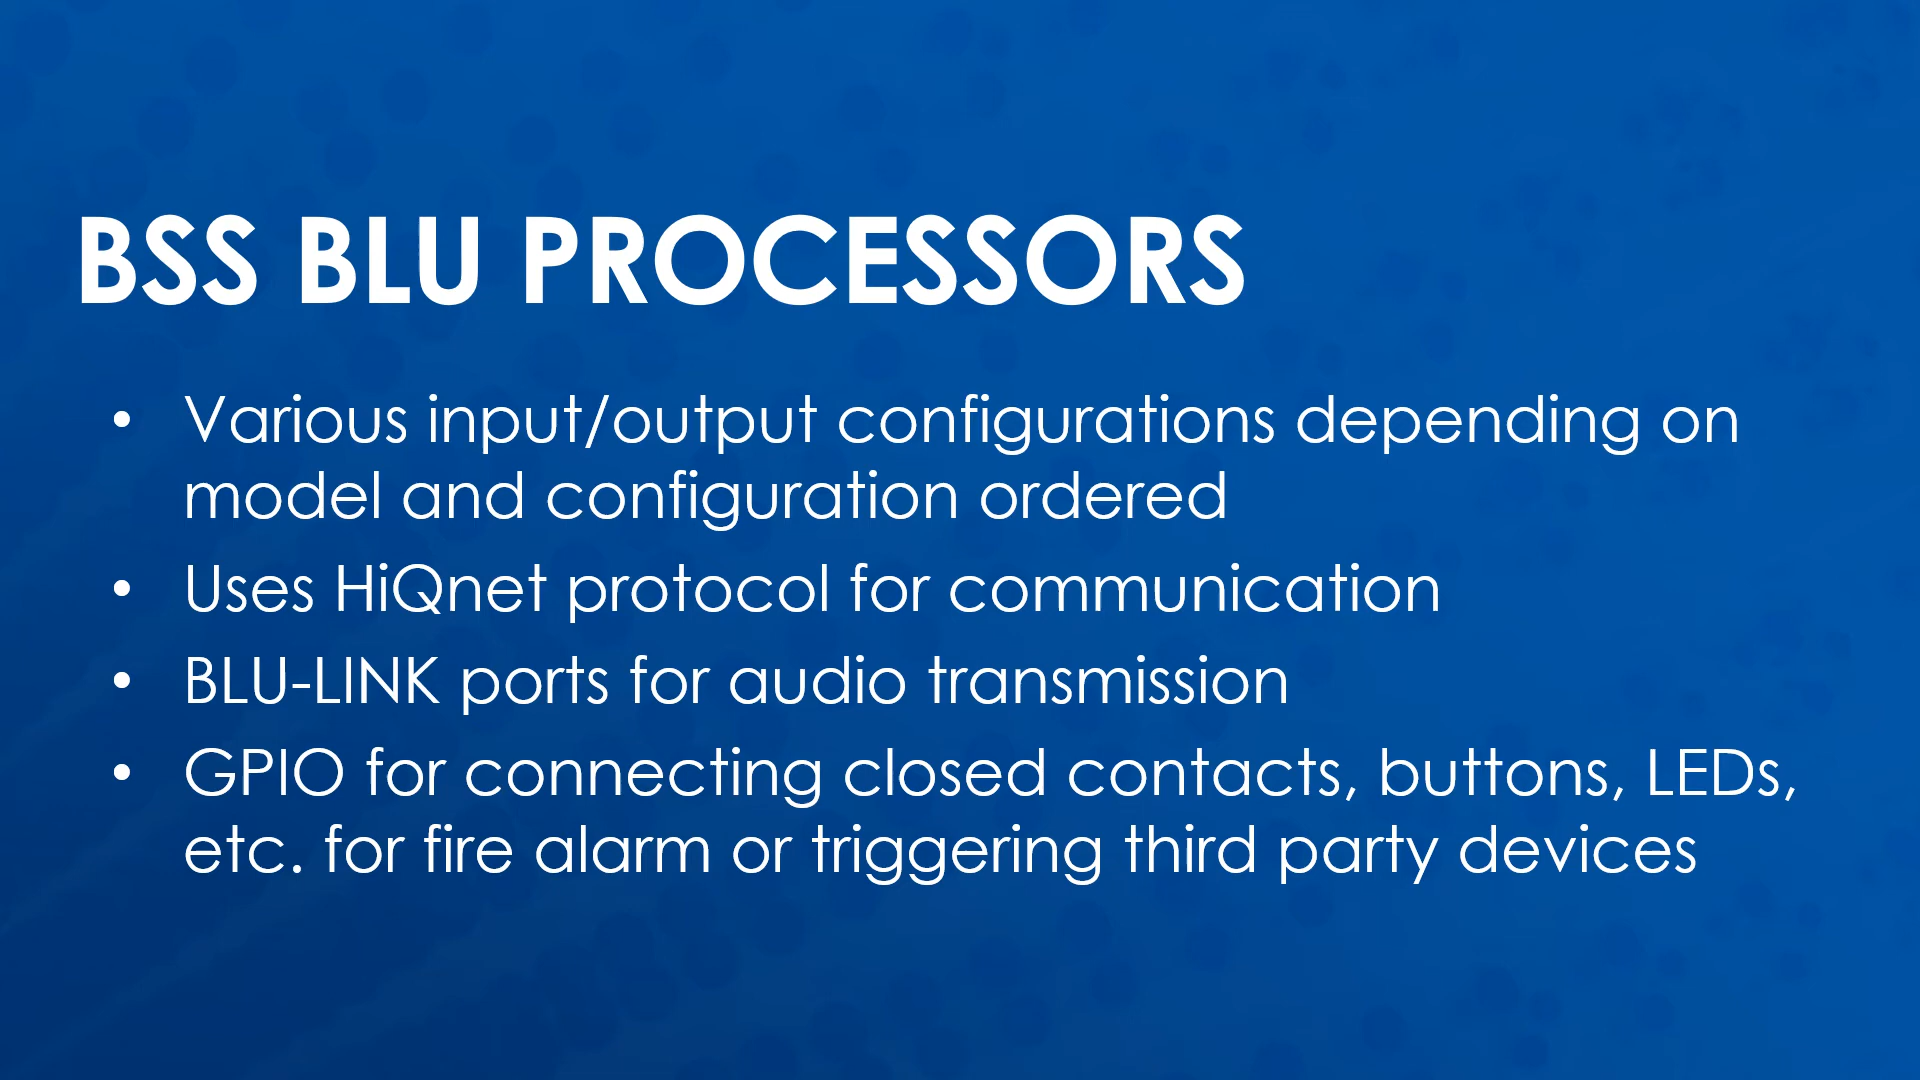 BSS BLU PROCESSORS
• Various input/output configurations depending on
model and configuration ordered
• Uses HiQnet protocol for communication
• BLU-LINK ports for audio transmission
• GPIO for connecting closed contacts, buttons, LEDs,
etc. for fire alarm or triggering third party devices